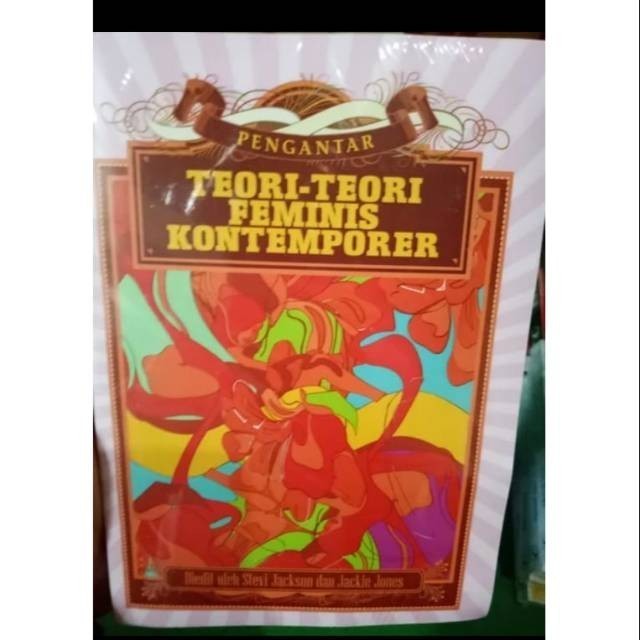 PENGANTAR
TEORI-TEORI
FEMINIS
KONTEMPORER
Diedit oleh Stevi Jackson dan Jackie Jones